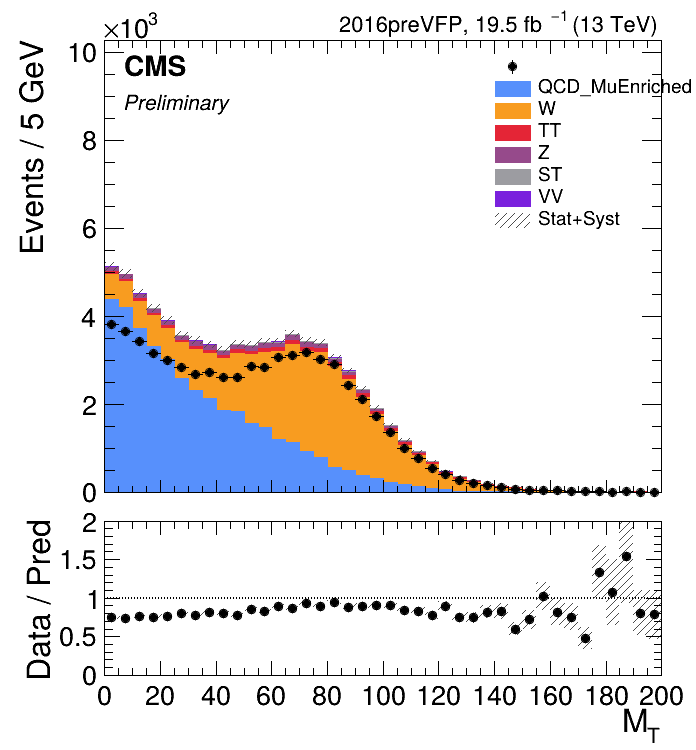 ×10³
2016preVFP, 19.5 fb ⁻¹ (13 TeV)
CMS
Preliminary
QCD_MuEnriched
W
TT
Z
ST
VV
Stat+Syst
Events / 5 GeV
10
8
6
4
2
0
Data / Pred
2
1.5
1
0.5
0
0 20 40 60 80 100 120 140 160 180 200
M_T